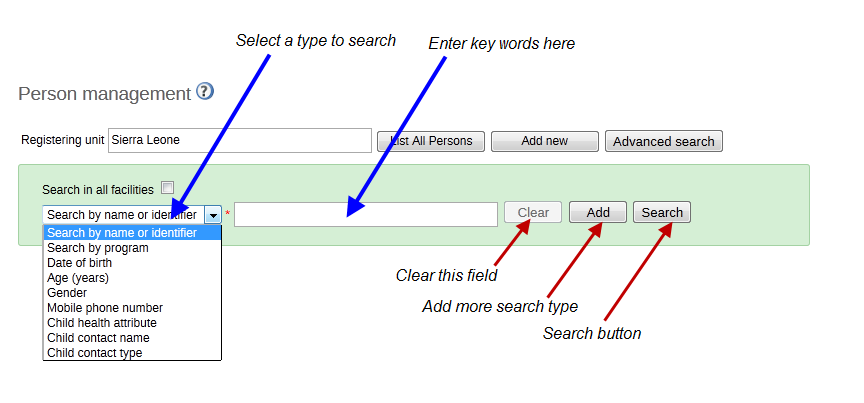 Select a type to search
Enter key words here
Person management ?
Registering unit Sierra Leone List All Persons Add new Advanced search
Search in all facilities
Search by name or identifier * Clear Add Search
Search by name or identifier
Search by program
Date of birth
Age (years)
Gender
Mobile phone number
Child health attribute
Child contact name
Child contact type
Clear this field
Add more search type
Search button